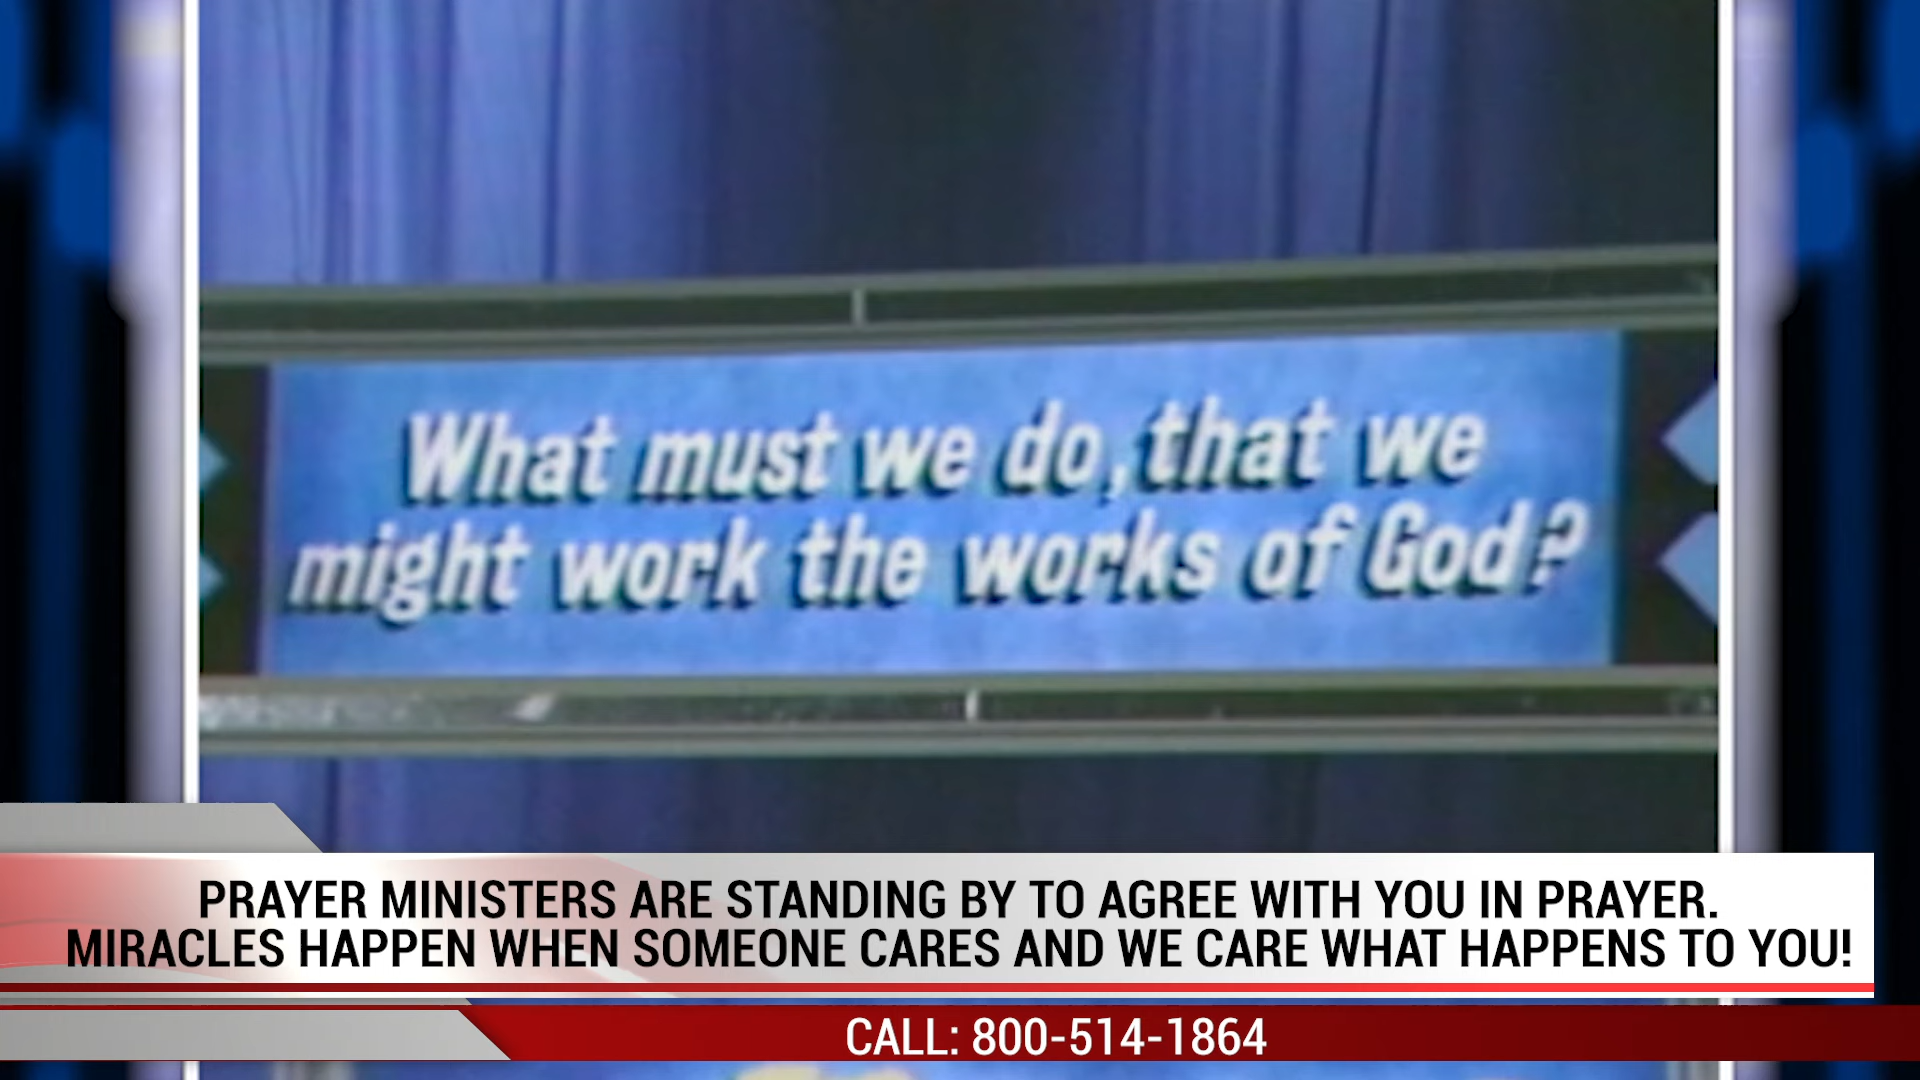 What must we do, that we
might work the works of God?
PRAYER MINISTERS ARE STANDING BY TO AGREE WITH YOU IN PRAYER.
MIRACLES HAPPEN WHEN SOMEONE CARES AND WE CARE WHAT HAPPENS TO YOU!
CALL: 800-514-1864